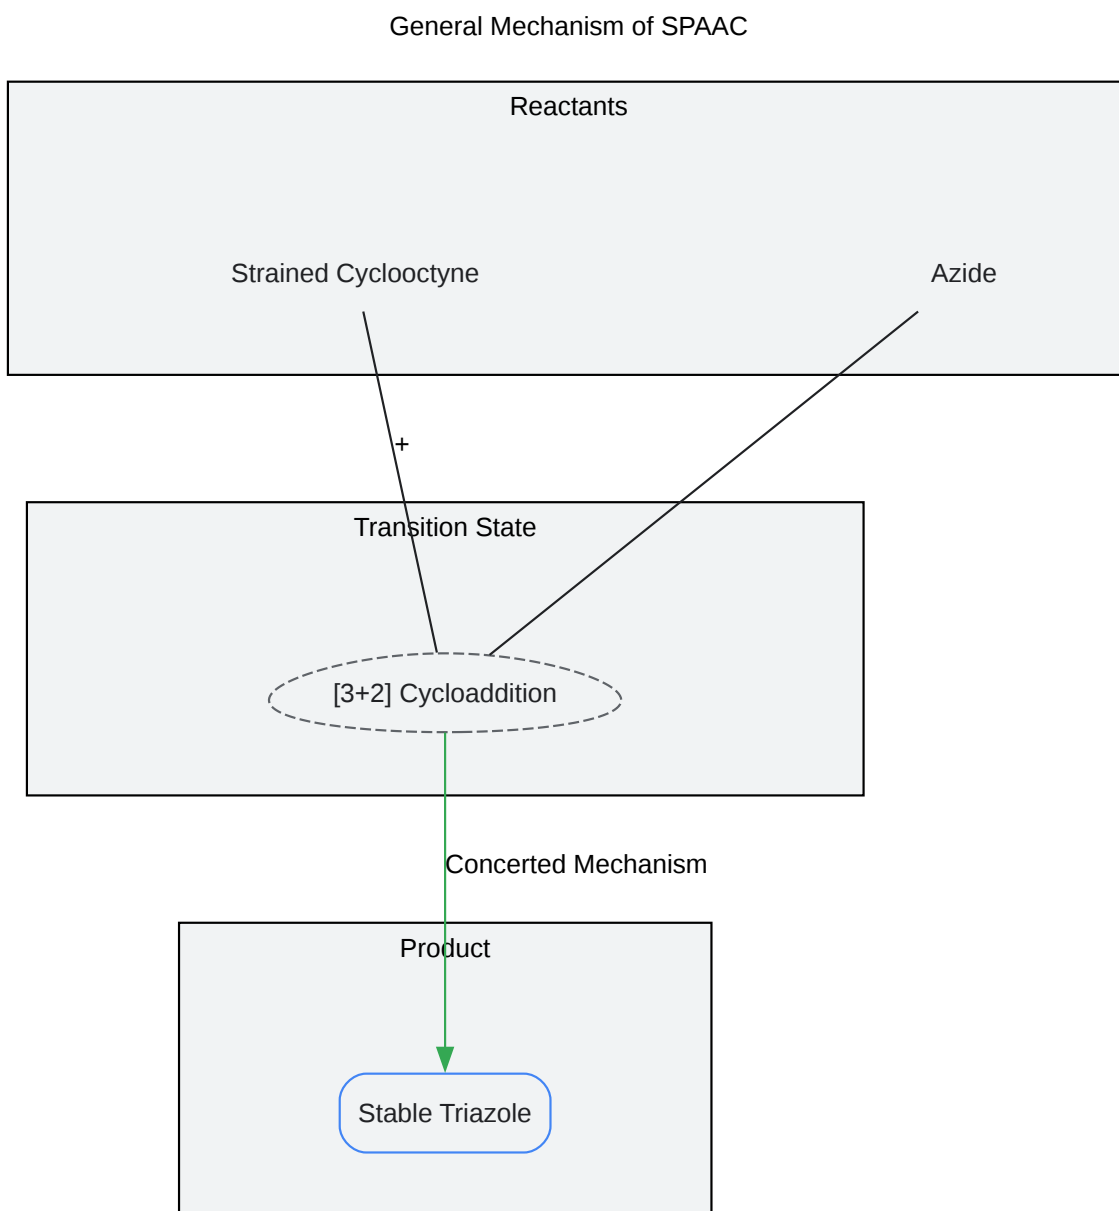 General Mechanism of SPAAC
Reactants
Strained Cyclooctyne
Azide
+
Transition State
[3+2] Cycloaddition
Concerted Mechanism
Product
Stable Triazole